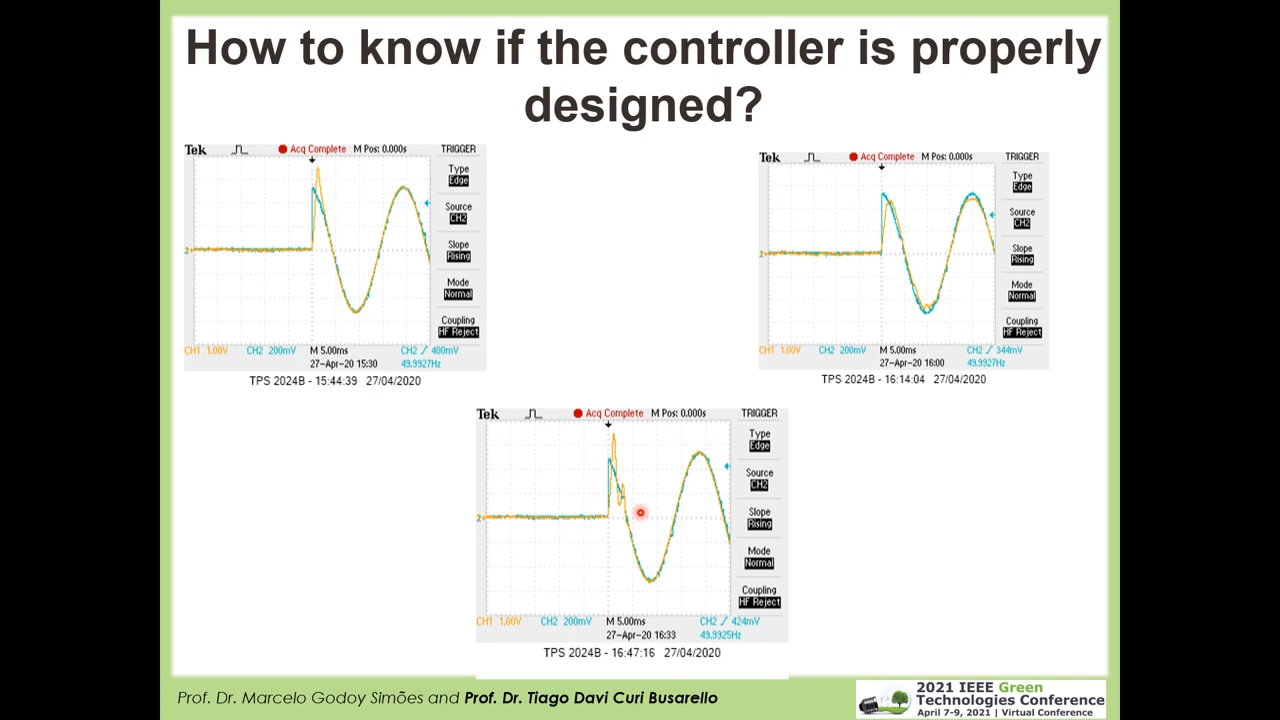 How to know if the controller is properly
designed?
Tek Acq Complete M Pos: 0.000s TRIGGER
Type
Edge
Source
CH2
Slope
Rising
Mode
Normal
Coupling
HF Reject
2
CH1 1.00V CH2 200mV M 5.00ms CH2 400mV
27-Apr-20 15:30 49.9927Hz
TPS 2024B - 15:44:39 27/04/2020
Tek Acq Complete M Pos: 0.000s TRIGGER
Type
Edge
Source
CH2
Slope
Rising
Mode
Normal
Coupling
HF Reject
2
CH1 1.00V CH2 200mV M 5.00ms CH2 344mV
27-Apr-20 16:00 49.9927Hz
TPS 2024B - 16:14:04 27/04/2020
Tek Acq Complete M Pos: 0.000s TRIGGER
Type
Edge
Source
CH2
Slope
Rising
Mode
Normal
Coupling
HF Reject
2
CH1 1.00V CH2 200mV M 5.00ms CH2 424mV
27-Apr-20 16:33 49.9925Hz
TPS 2024B - 16:47:16 27/04/2020
Prof. Dr. Marcelo Godoy Simões and Prof. Dr. Tiago Davi Curi Busarello
2021 IEEE Green
Technologies Conference
April 7-9, 2021 | Virtual Conference